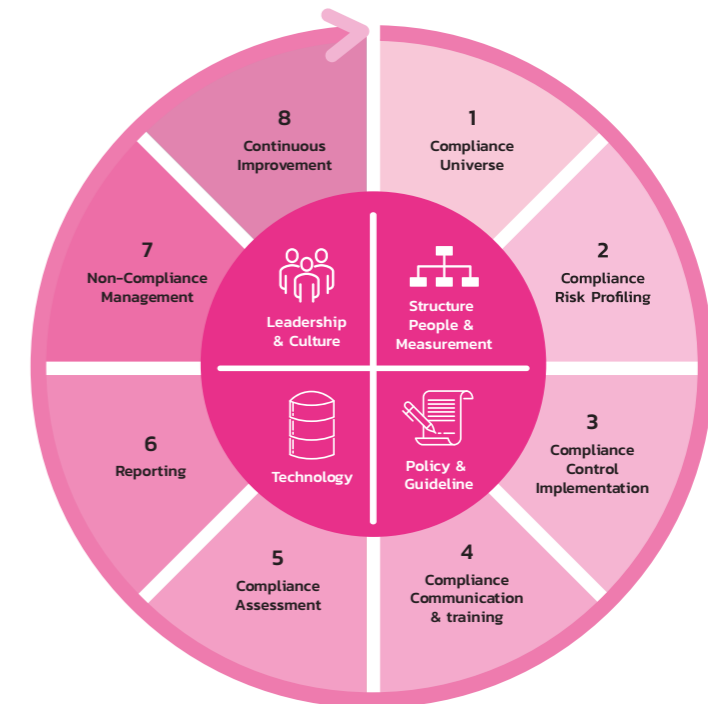 1
Compliance
Universe
2
Compliance
Risk Profiling
3
Compliance
Control
Implementation
4
Compliance
Communication
& training
5
Compliance
Assessment
6
Reporting
7
Non-Compliance
Management
8
Continuous
Improvement
Leadership
& Culture
Structure
People &
Measurement
Technology
Policy &
Guideline